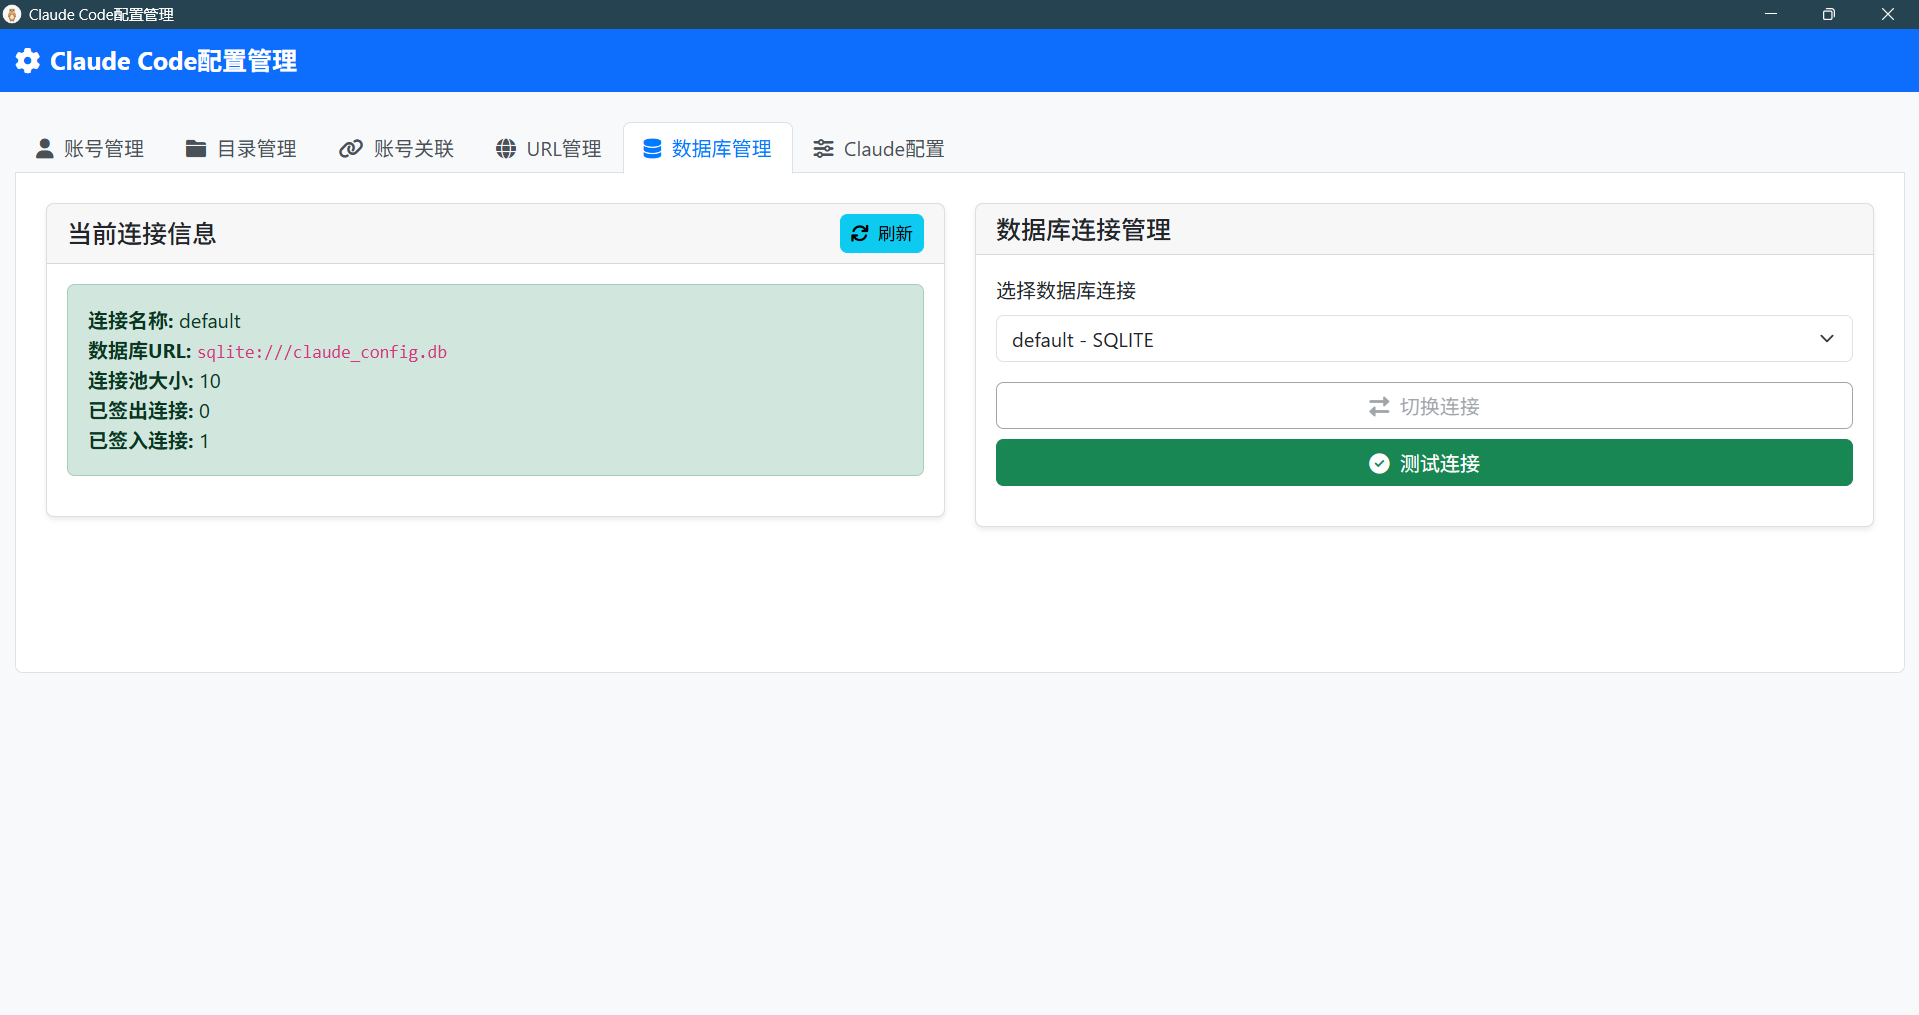 Claude Code配置管理
Claude Code配置管理
账号管理
目录管理
账号关联
URL管理
数据库管理
Claude配置
当前连接信息
刷新
连接名称: default
数据库URL: sqlite:///claude_config.db
连接池大小: 10
已签出连接: 0
已签入连接: 1
数据库连接管理
选择数据库连接
default - SQLITE
切换连接
测试连接